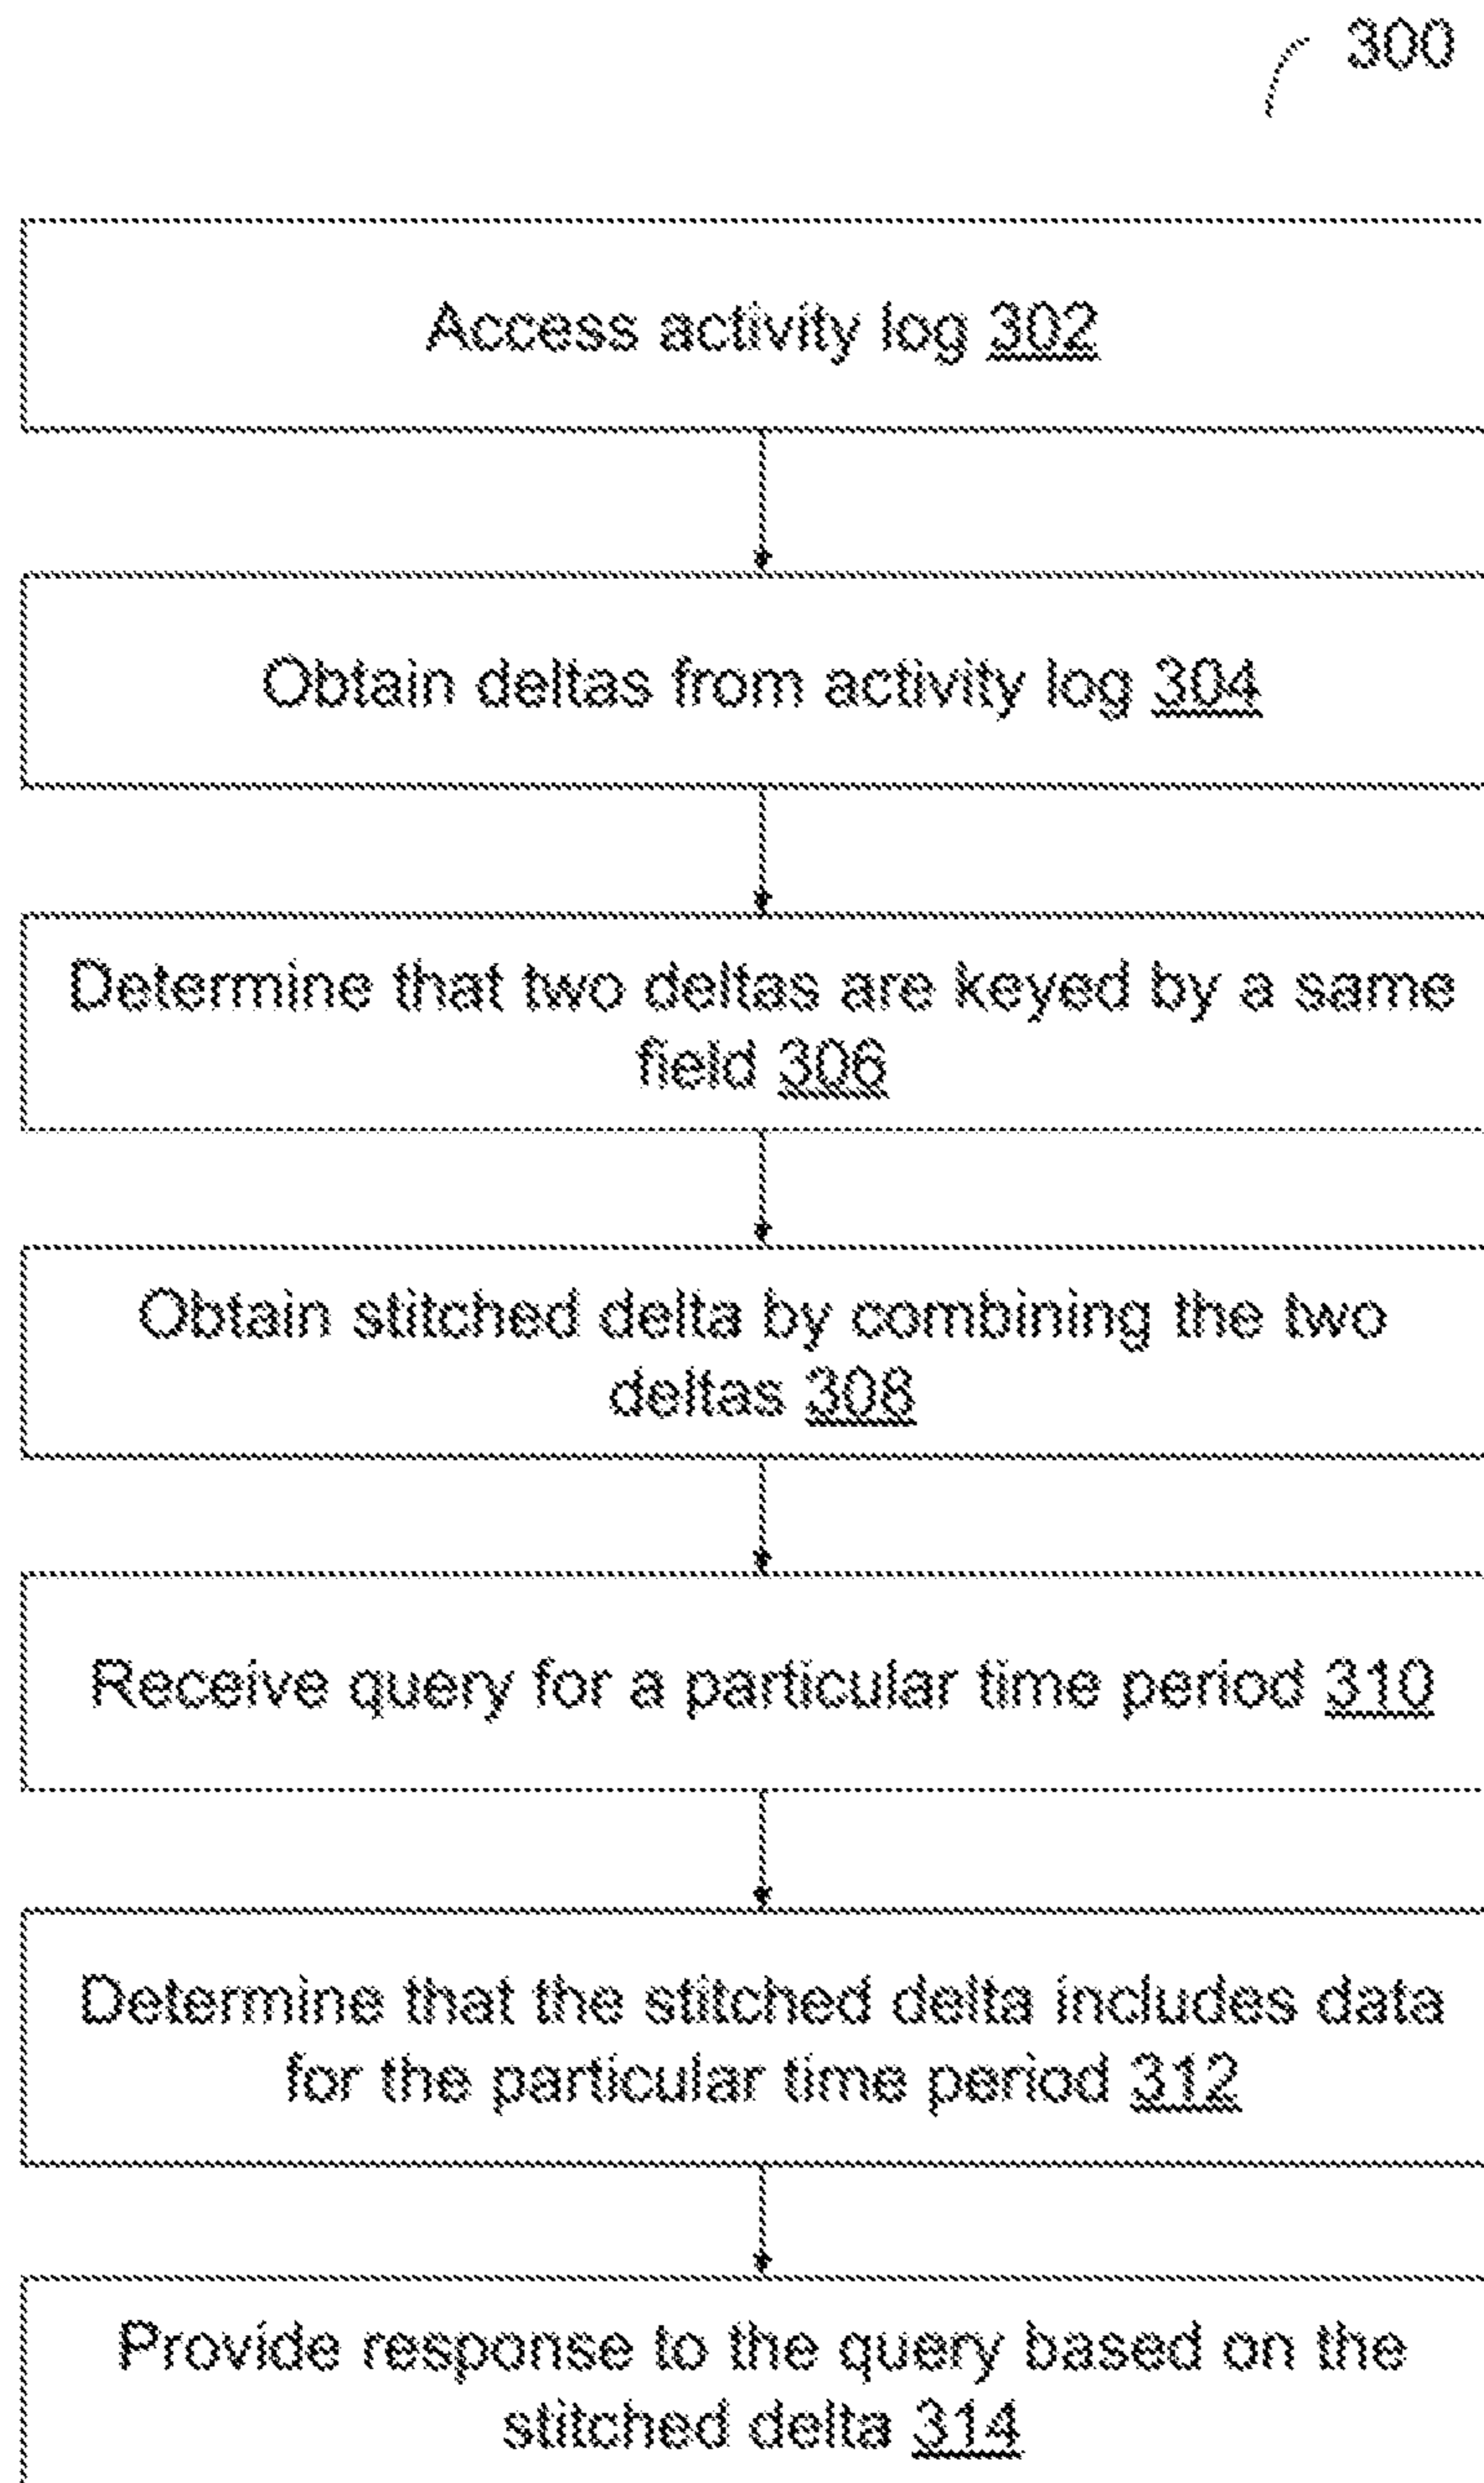 300
Access activity log 302
Obtain deltas from activity log 304
Determine that two deltas are keyed by a same
field 306
Obtain stitched delta by combining the two
deltas 308
Receive query for a particular time period 310
Determine that the stitched delta includes data
for the particular time period 312
Provide response to the query based on the
stitched delta 314